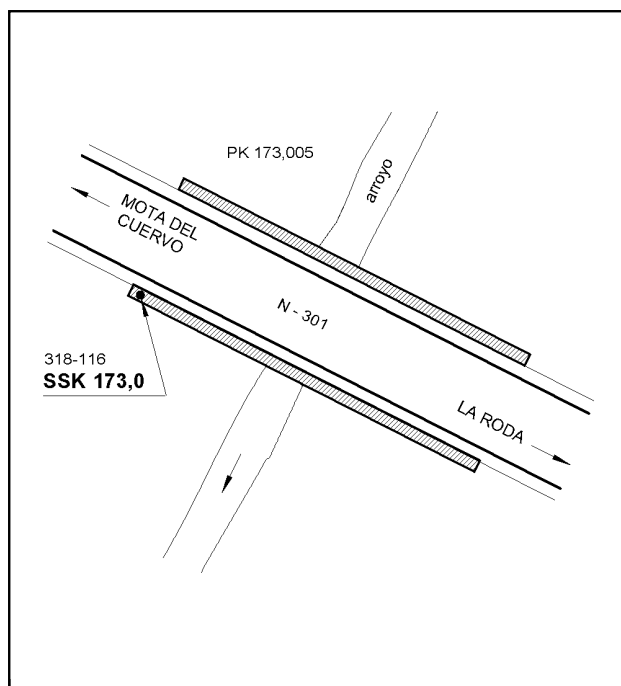 PK 173,005
arroyo
MOTA DEL
CUERVO
N - 301
318-116
SSK 173,0
LA RODA